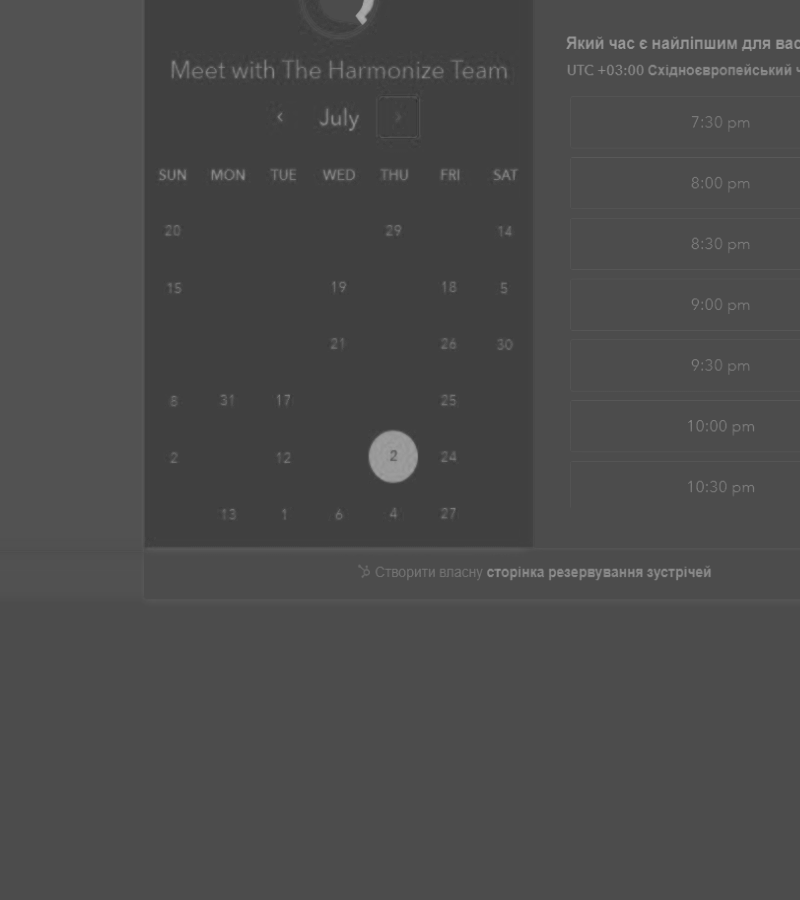 Meet with The Harmonize Team
July
SUN MON TUE WED THU FRI SAT
20 29 14
15 19 18 5
21 26 30
8 31 17 25
2 12 2 24
13 1 6 4 27
Який час є найліпшим для вас
UTC +03:00 Східноєвропейський
7:30 pm
8:00 pm
8:30 pm
9:00 pm
9:30 pm
10:00 pm
10:30 pm
Створити власну сторінка резервування зустрічей